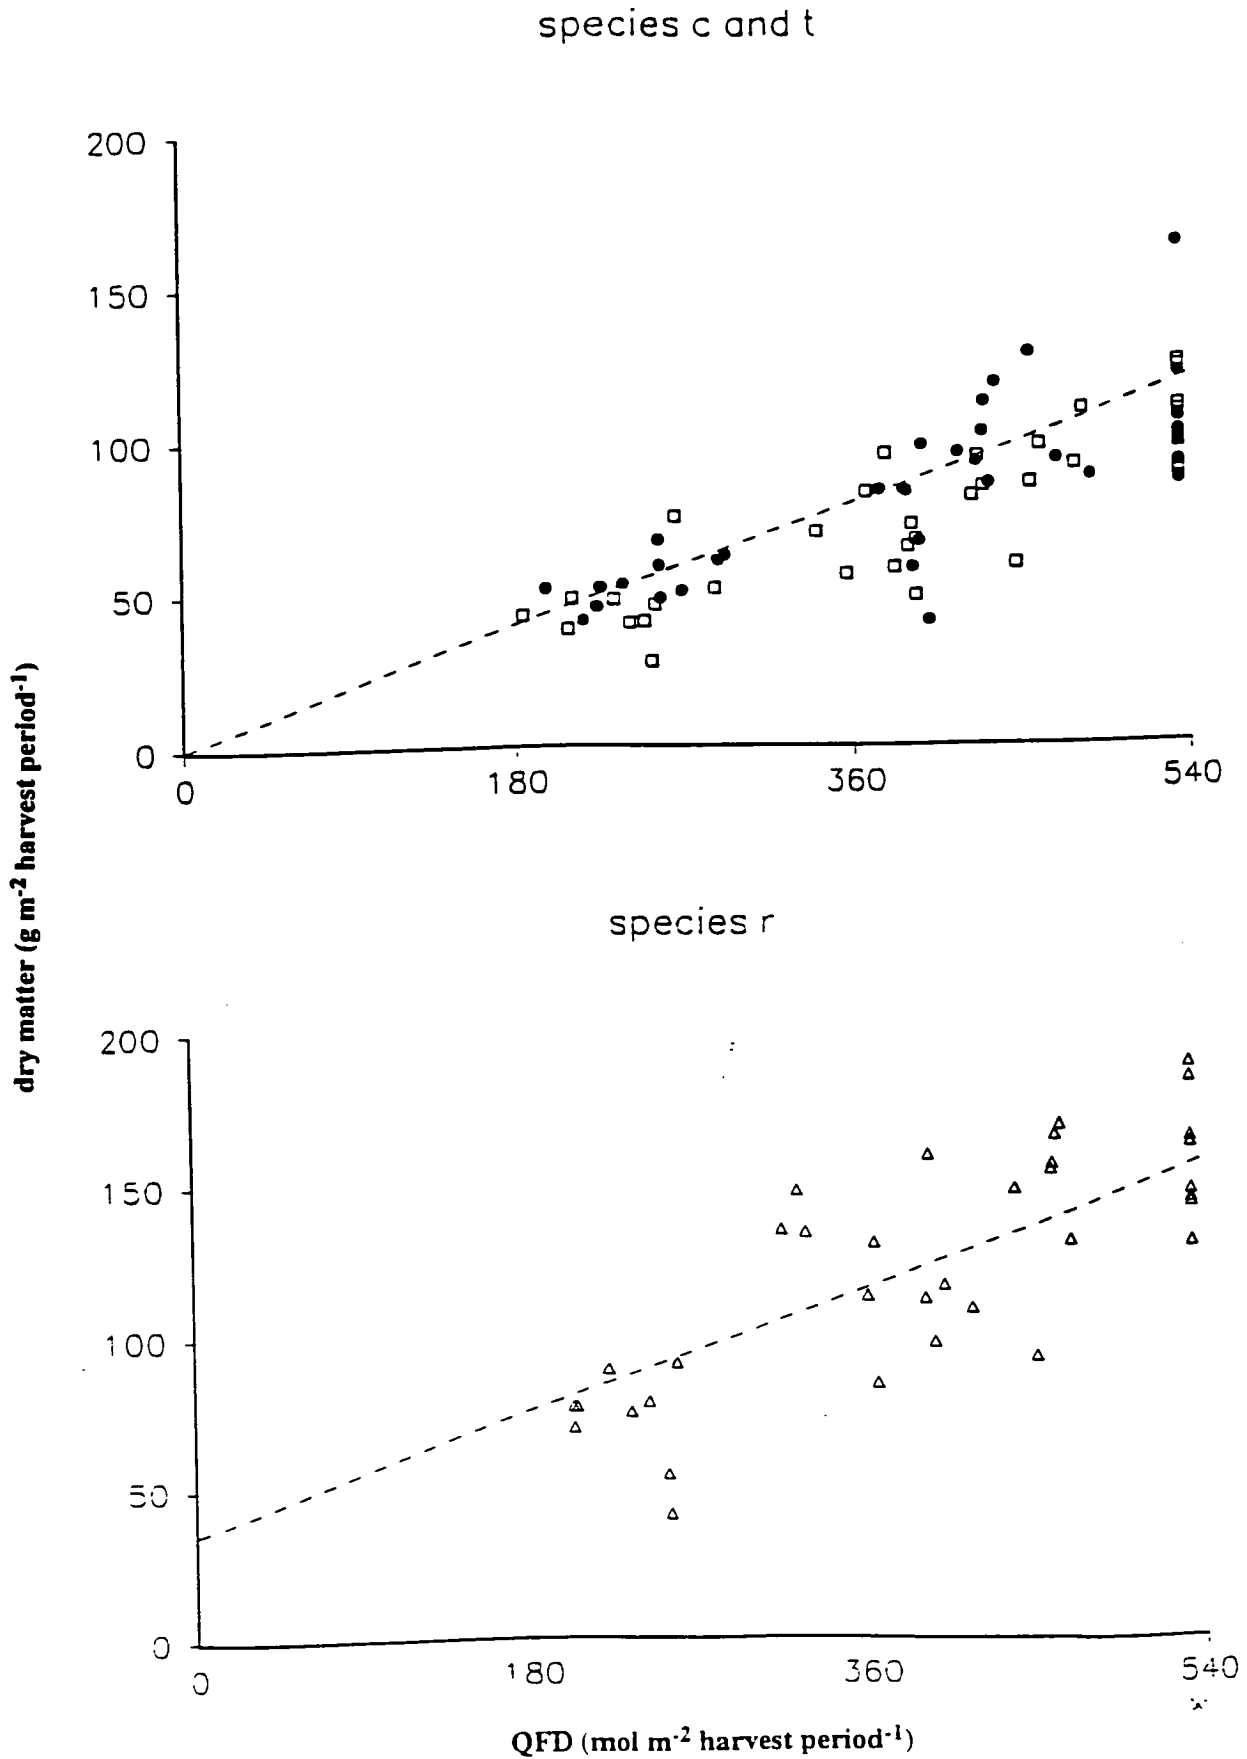 species c and t
200
150
100
50
0
0 180 360 540
dry matter (g m⁻² harvest period⁻¹)
species r
200
150
100
50
0
0 180 360 540
QFD (mol m⁻² harvest period⁻¹)